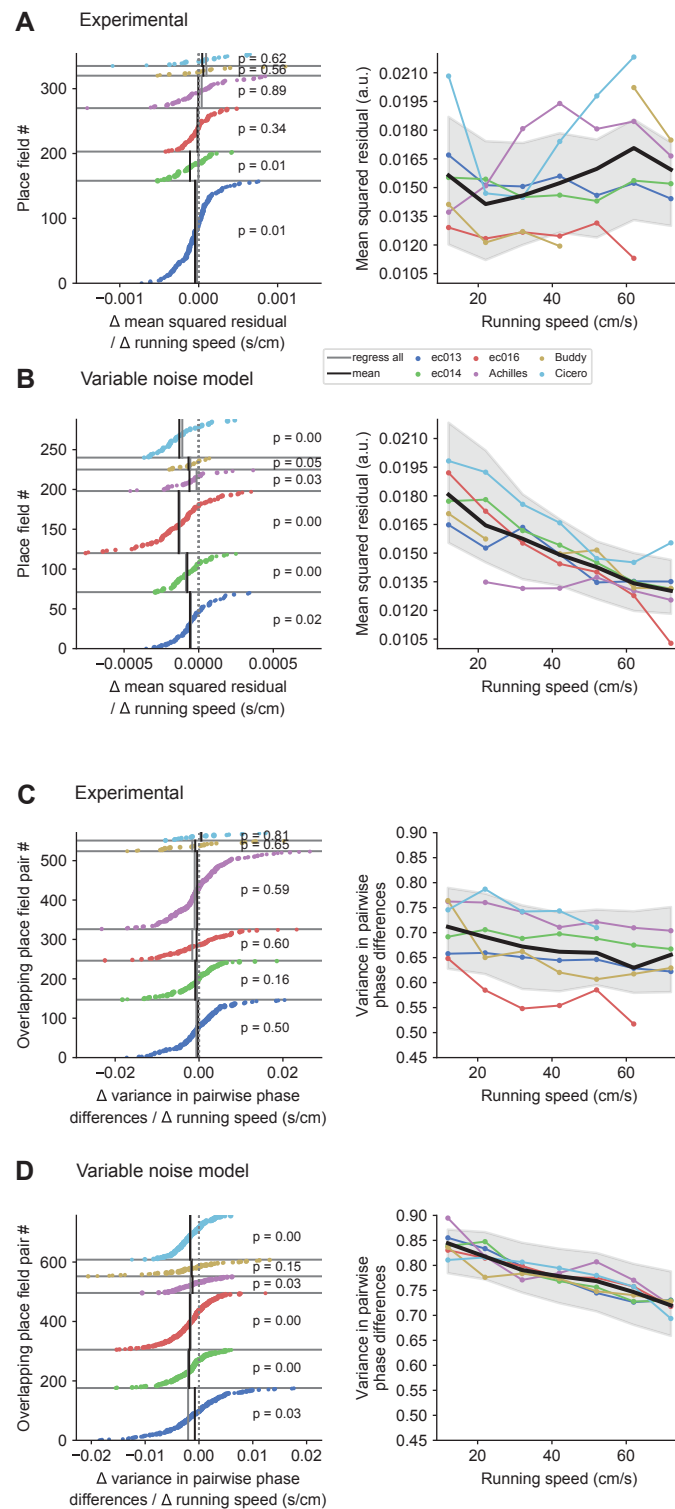 A Experimental
300
200
100
0
Place field #
p = 0.62
p = 0.56
p = 0.89
p = 0.34
p = 0.01
p = 0.01
−0.001 0.000 0.001
Δ mean squared residual
/ Δ running speed (s/cm)
0.0210
0.0195
0.0180
0.0165
0.0150
0.0135
0.0120
0.0105
Mean squared residual (a.u.)
20 40 60
Running speed (cm/s)
regress all ec013 ec016 Buddy
mean ec014 Achilles Cicero
B Variable noise model
250
200
150
100
50
0
Place field #
p = 0.00
p = 0.05
p = 0.03
p = 0.00
p = 0.00
p = 0.02
−0.0005 0.0000 0.0005
Δ mean squared residual
/ Δ running speed (s/cm)
0.0210
0.0195
0.0180
0.0165
0.0150
0.0135
0.0120
0.0105
Mean squared residual (a.u.)
20 40 60
Running speed (cm/s)
C Experimental
500
400
300
200
100
0
Overlapping place field pair #
p = 0.81
p = 0.65
p = 0.59
p = 0.60
p = 0.16
p = 0.50
−0.02 0.00 0.02
Δ variance in pairwise phase
differences / Δ running speed (s/cm)
0.90
0.85
0.80
0.75
0.70
0.65
0.60
0.55
0.50
0.45
Variance in pairwise
phase differences
20 40 60
Running speed (cm/s)
D Variable noise model
600
400
200
0
Overlapping place field pair #
p = 0.00
p = 0.15
p = 0.03
p = 0.00
p = 0.00
p = 0.03
−0.02 −0.01 0.00 0.01 0.02
Δ variance in pairwise phase
differences / Δ running speed (s/cm)
0.90
0.85
0.80
0.75
0.70
0.65
0.60
0.55
0.50
0.45
Variance in pairwise
phase differences
20 40 60
Running speed (cm/s)